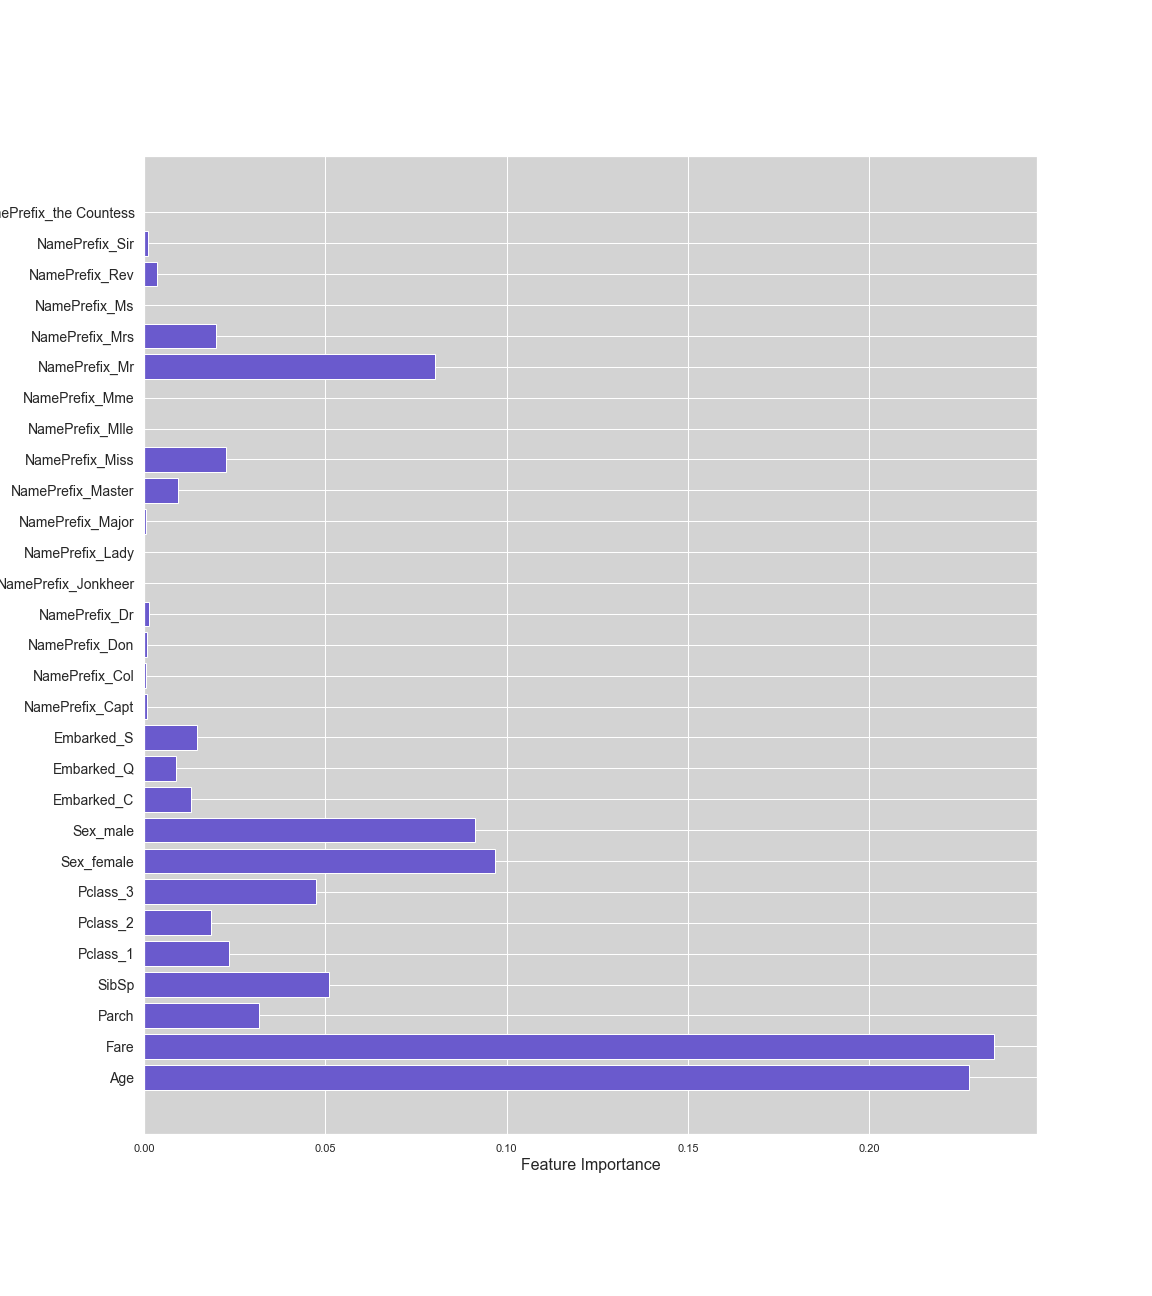 ePrefix_the Countess
NamePrefix_Sir
NamePrefix_Rev
NamePrefix_Ms
NamePrefix_Mrs
NamePrefix_Mr
NamePrefix_Mme
NamePrefix_Mlle
NamePrefix_Miss
NamePrefix_Master
NamePrefix_Major
NamePrefix_Lady
NamePrefix_Jonkheer
NamePrefix_Dr
NamePrefix_Don
NamePrefix_Col
NamePrefix_Capt
Embarked_S
Embarked_Q
Embarked_C
Sex_male
Sex_female
Pclass_3
Pclass_2
Pclass_1
SibSp
Parch
Fare
Age
0.00 0.05 0.10 0.15 0.20
Feature Importance